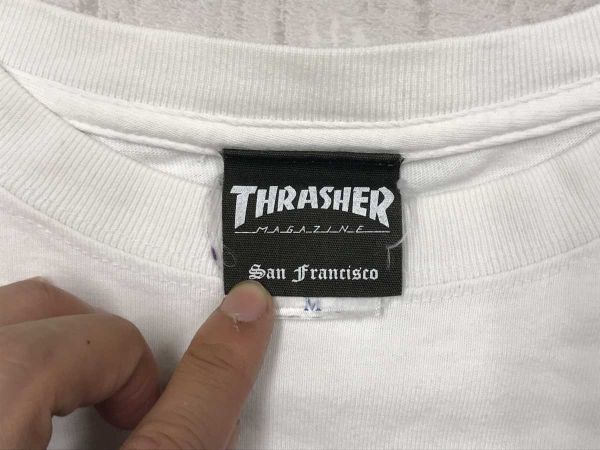 THRASHER
MAGAZINE
San Francisco
M